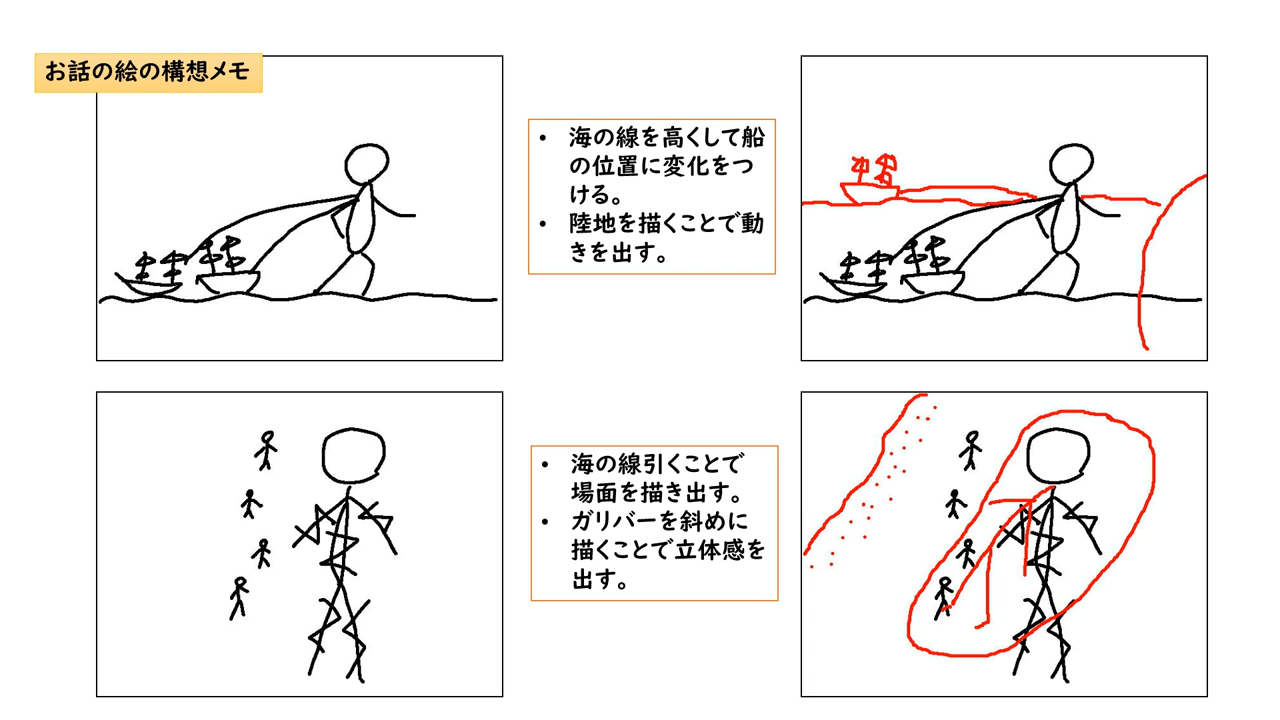 お話の絵の構想メモ
• 海の線を高くして船
の位置に変化をつ
ける。
• 陸地を描くことで動
きを出す。
• 海の線引くことで
場面を描き出す。
• ガリバーを斜めに
描くことで立体感を
出す。